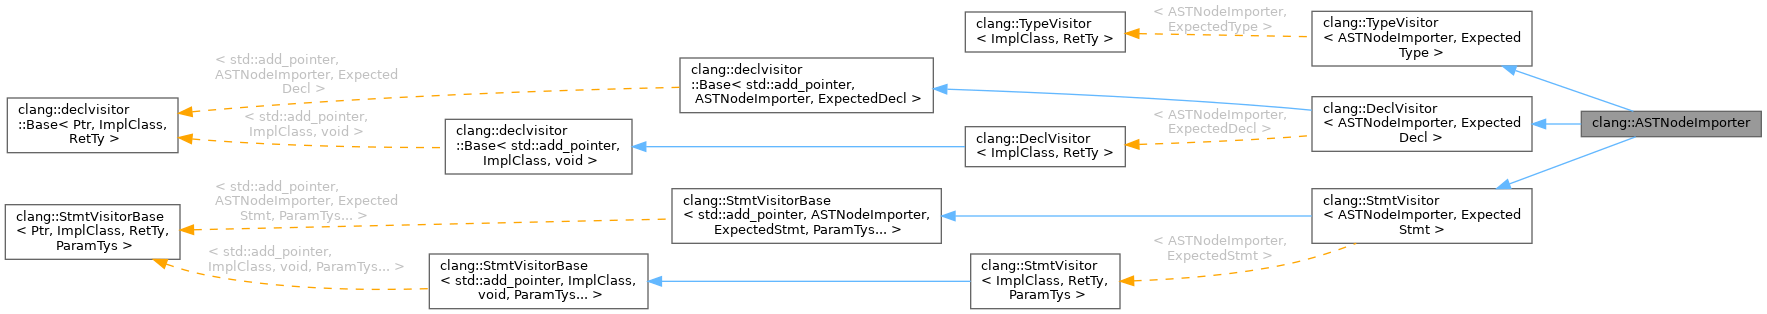 clang::TypeVisitor
< ImplClass, RetTy >
< ASTNodeImporter,
ExpectedType >
clang::TypeVisitor
< ASTNodeImporter, Expected
Type >
< std::add_pointer,
ASTNodeImporter, Expected
Decl >
clang::declvisitor
::Base< std::add_pointer,
ASTNodeImporter, ExpectedDecl >
clang::declvisitor
::Base< Ptr, ImplClass,
RetTy >
< std::add_pointer,
ImplClass, void >
clang::declvisitor
::Base< std::add_pointer,
ImplClass, void >
clang::DeclVisitor
< ImplClass, RetTy >
< ASTNodeImporter,
ExpectedDecl >
clang::DeclVisitor
< ASTNodeImporter, Expected
Decl >
clang::ASTNodeImporter
< std::add_pointer,
ASTNodeImporter, Expected
Stmt, ParamTys... >
clang::StmtVisitorBase
< std::add_pointer, ASTNodeImporter,
ExpectedStmt, ParamTys... >
clang::StmtVisitor
< ASTNodeImporter, Expected
Stmt >
clang::StmtVisitorBase
< Ptr, ImplClass, RetTy,
ParamTys >
< std::add_pointer,
ImplClass, void, ParamTys... >
clang::StmtVisitorBase
< std::add_pointer, ImplClass,
void, ParamTys... >
clang::StmtVisitor
< ImplClass, RetTy,
ParamTys >
< ASTNodeImporter,
ExpectedStmt >